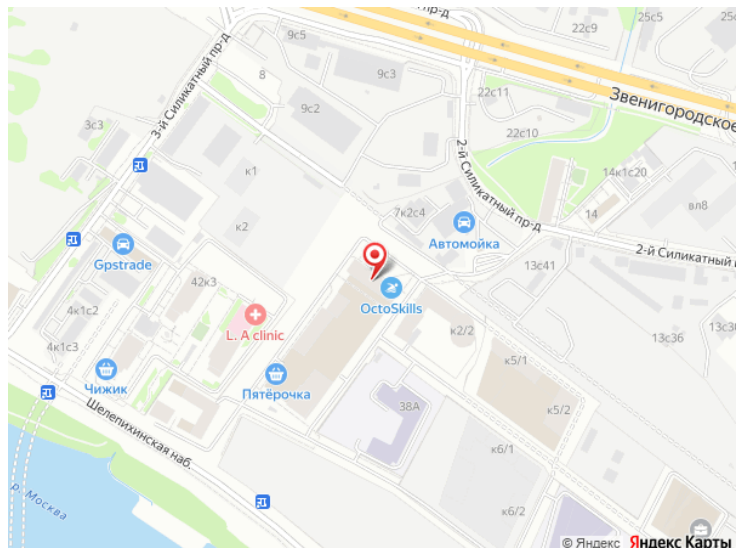 пр-д
25с5
25с1
9с5
22с9
8
9с3
3-й Силикатный пр-д
22с11
Звенигородское
9с2
3с3
22с10
2-й Силикатный пр-д
к1
14к1с20
7к2с4
14
вл8
к2
Автомойка
2-й Силикатный
Gpstrade
13с41
42к3
OctoSkills
4к1с2
L. A clinic
к2/2
13с36
4к1с3
к5/1
Чижик
Пятёрочка
38А
к5/2
Шелепихинская наб.
к6/1
р. Москва
к6/2
© Яндекс Яндекс Карты